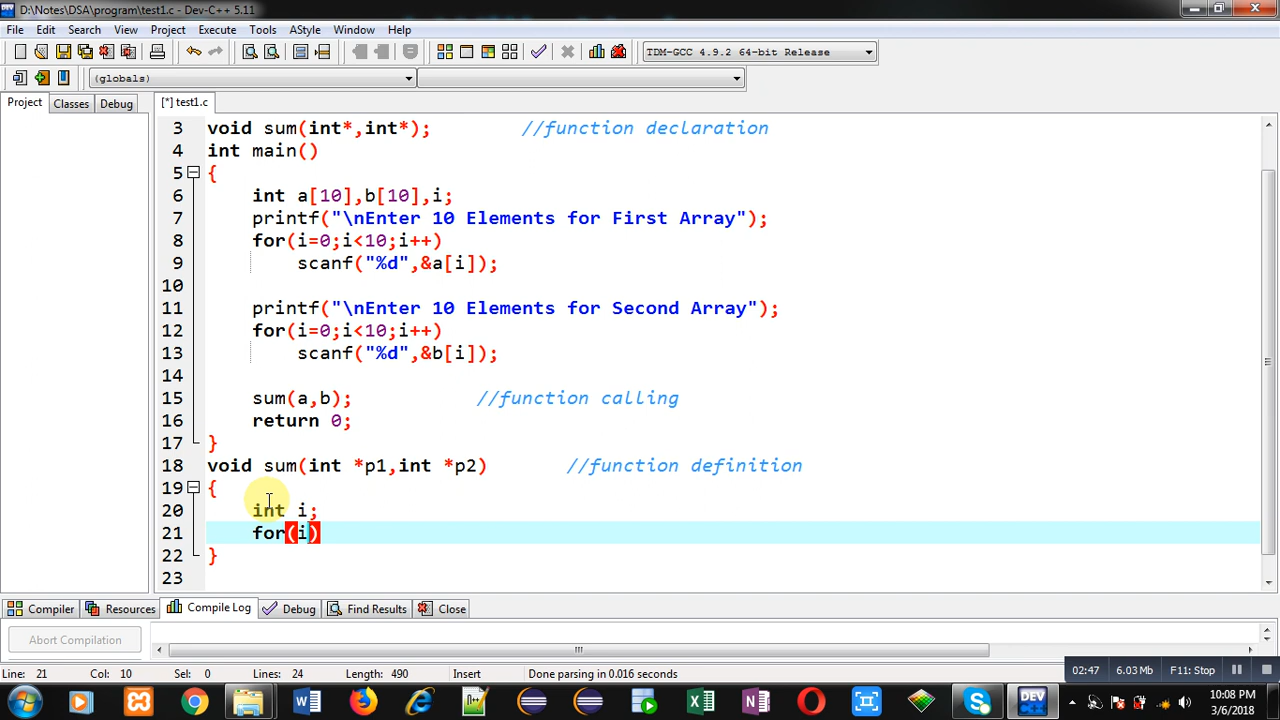 D:\Notes\DSA\program\test1.c - Dev-C++ 5.11
File Edit Search View Project Execute Tools AStyle Window Help
TDM-GCC 4.9.2 64-bit Release
(globals)
Project Classes Debug [*] test1.c
3 void sum(int*,int*); //function declaration
4 int main()
5 {
6 int a[10],b[10],i;
7 printf("\nEnter 10 Elements for First Array");
8 for(i=0;i<10;i++)
9 scanf("%d",&a[i]);
10
11 printf("\nEnter 10 Elements for Second Array");
12 for(i=0;i<10;i++)
13 scanf("%d",&b[i]);
14
15 sum(a,b); //function calling
16 return 0;
17 }
18 void sum(int *p1,int *p2) //function definition
19 {
20 int i;
21 for(i)
22 }
23
Compiler Resources Compile Log Debug Find Results Close
Abort Compilation
Line: 21 Col: 10 Sel: 0 Lines: 24 Length: 490 Insert Done parsing in 0.016 seconds
02:47 6.03 Mb F11: Stop
DEV
10:08 PM
3/6/2018